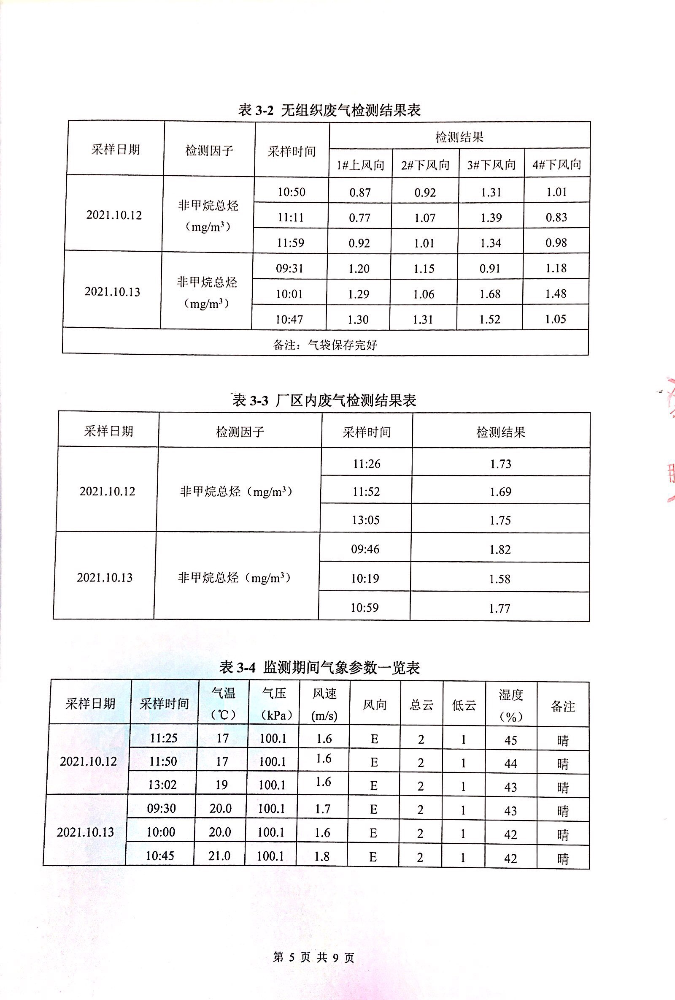 表 3-2 无组织废气检测结果表
采样日期 检测因子 采样时间 检测结果
1#上风向 2#下风向 3#下风向 4#下风向
2021.10.12 非甲烷总烃（mg/m³） 10:50 0.87 0.92 1.31 1.01
11:11 0.77 1.07 1.39 0.83
11:59 0.92 1.01 1.34 0.98
2021.10.13 非甲烷总烃（mg/m³） 09:31 1.20 1.15 0.91 1.18
10:01 1.29 1.06 1.68 1.48
10:47 1.30 1.31 1.52 1.05
备注：气袋保存完好
表 3-3 厂区内废气检测结果表
采样日期 检测因子 采样时间 检测结果
2021.10.12 非甲烷总烃（mg/m³） 11:26 1.73
11:52 1.69
13:05 1.75
2021.10.13 非甲烷总烃（mg/m³） 09:46 1.82
10:19 1.58
10:59 1.77
表 3-4 监测期间气象参数一览表
采样日期 采样时间 气温（℃） 气压（kPa） 风速(m/s) 风向 总云 低云 湿度（%） 备注
2021.10.12 11:25 17 100.1 1.6 E 2 1 45 晴
11:50 17 100.1 1.6 E 2 1 44 晴
13:02 19 100.1 1.6 E 2 1 43 晴
2021.10.13 09:30 20.0 100.1 1.7 E 2 1 43 晴
10:00 20.0 100.1 1.6 E 2 1 42 晴
10:45 21.0 100.1 1.8 E 2 1 42 晴
第 5 页 共 9 页